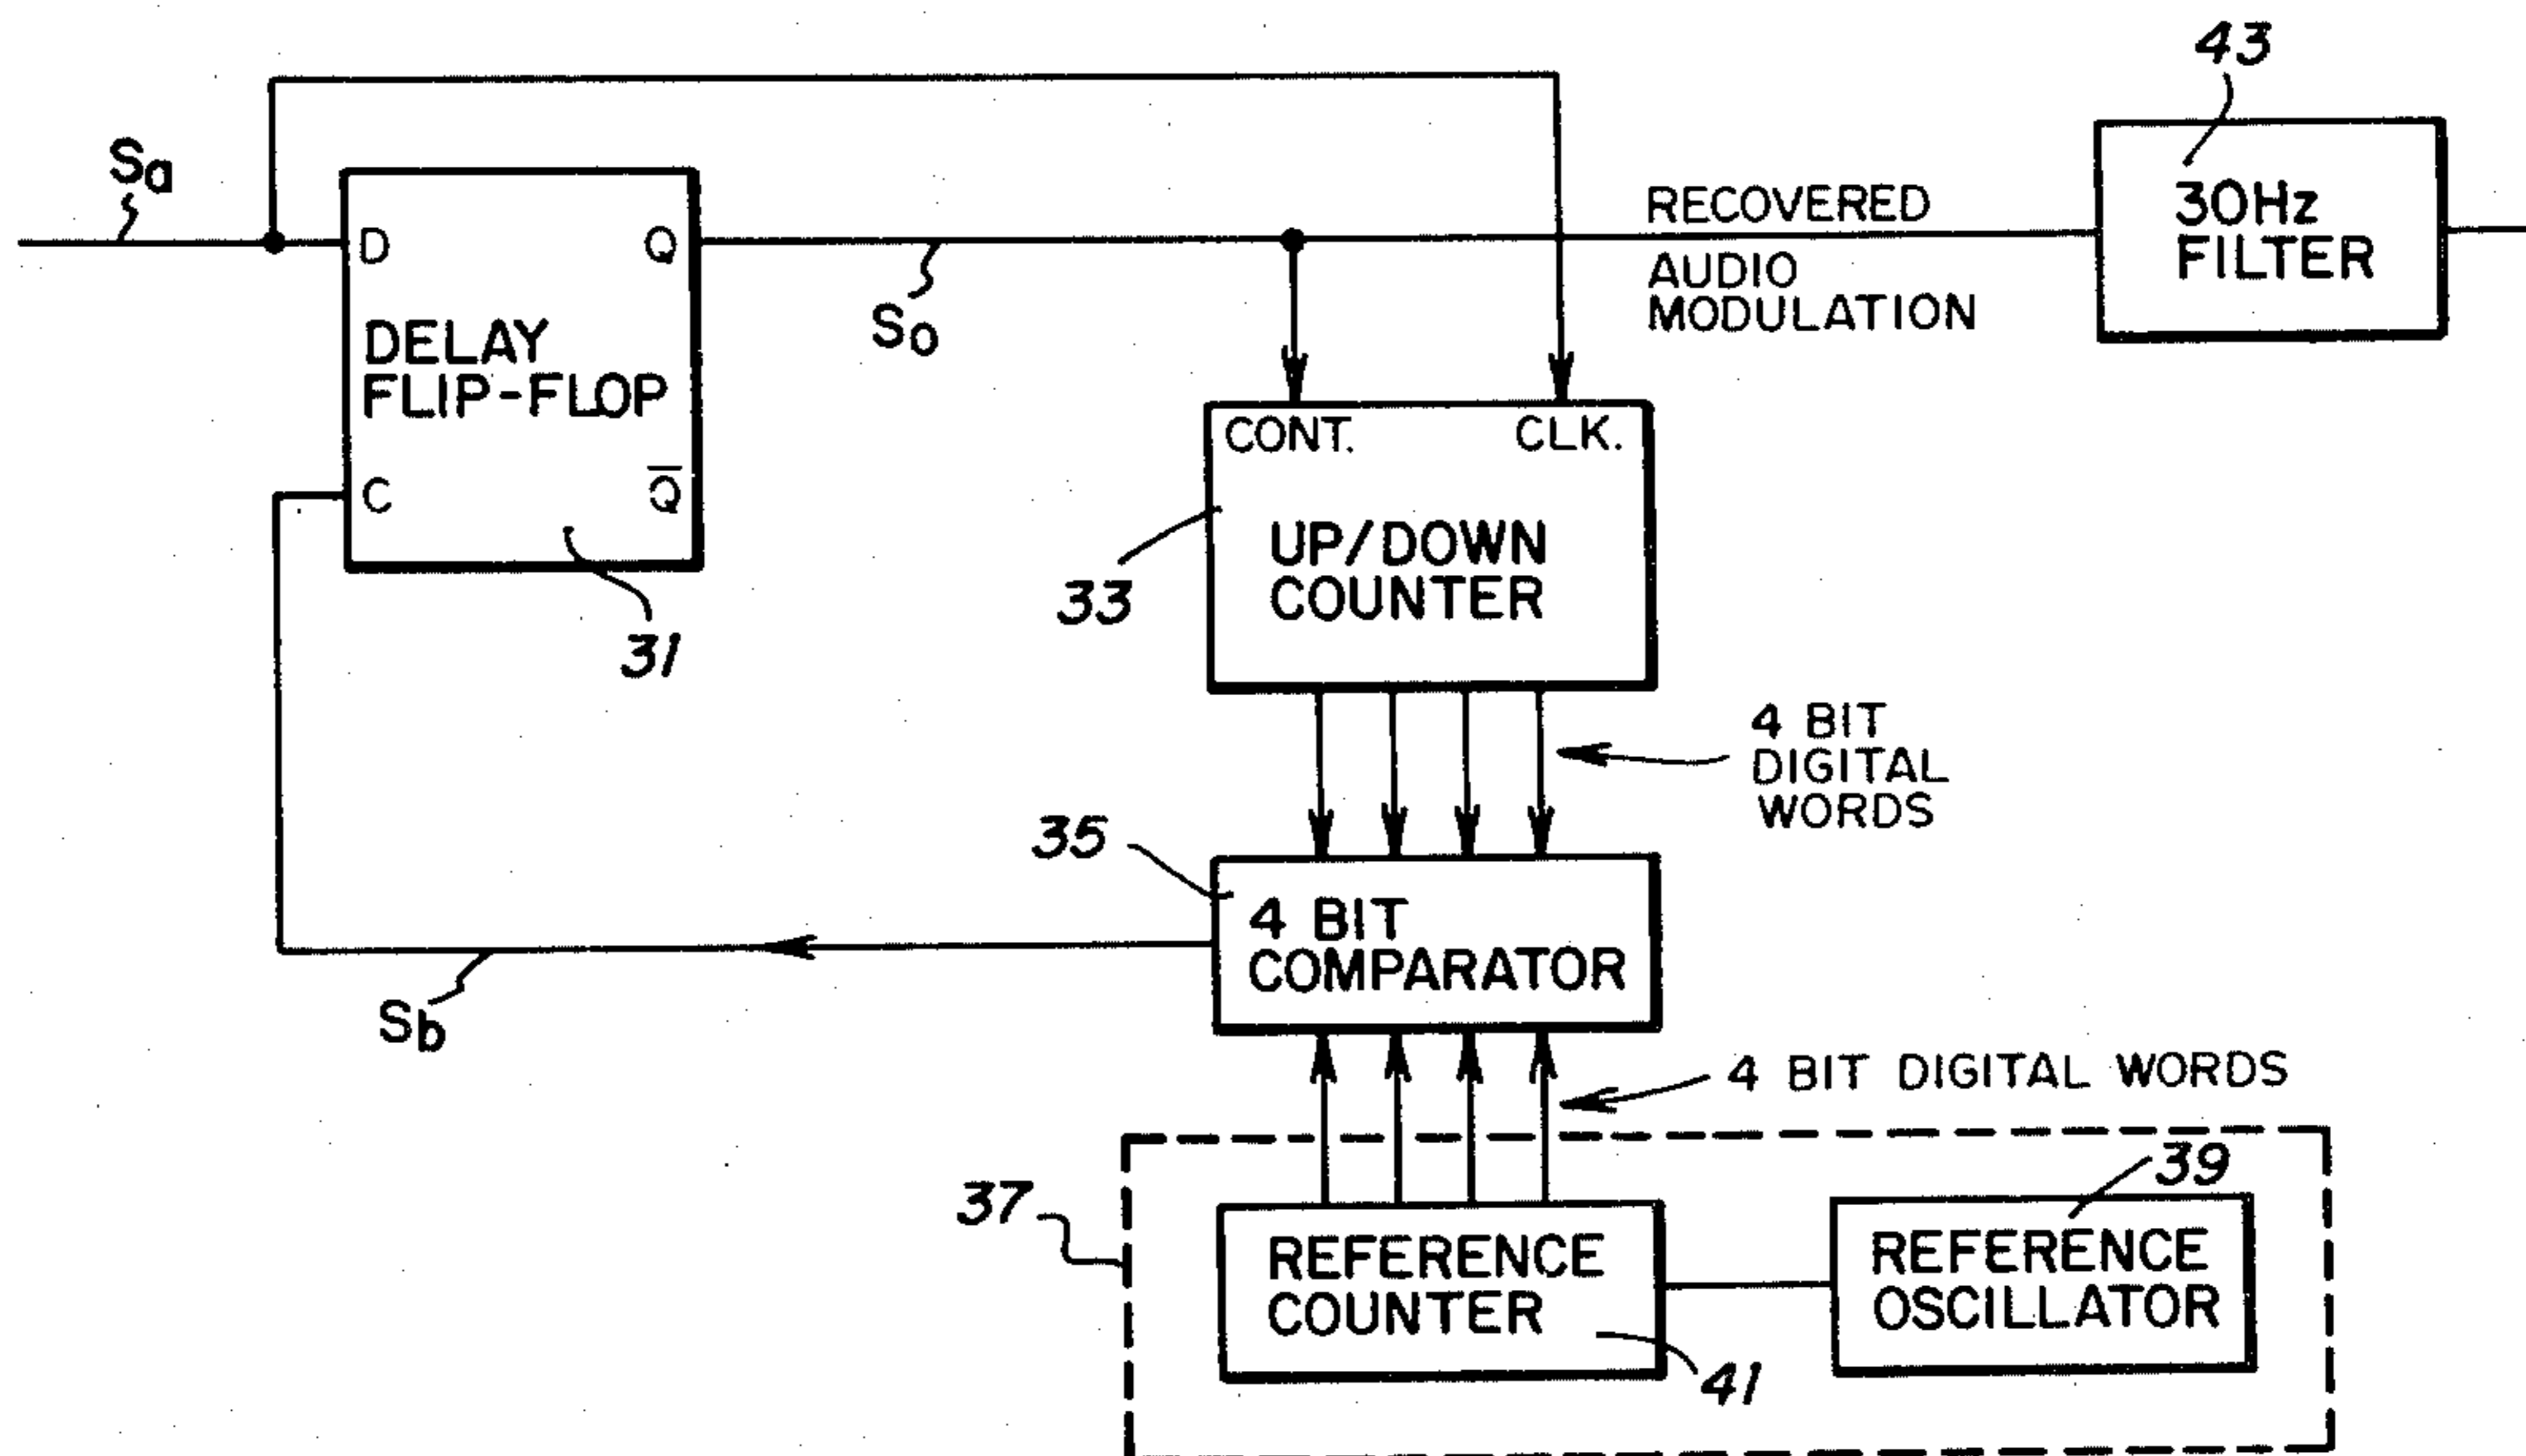 43
Sa
D
Q
RECOVERED
AUDIO
MODULATION
30Hz
FILTER
DELAY
FLIP-FLOP
So
C
Q̅
31
CONT.
CLK.
UP/DOWN
COUNTER
33
4 BIT
DIGITAL
WORDS
35
4 BIT
COMPARATOR
Sb
4 BIT DIGITAL WORDS
37
39
REFERENCE
COUNTER
REFERENCE
OSCILLATOR
41